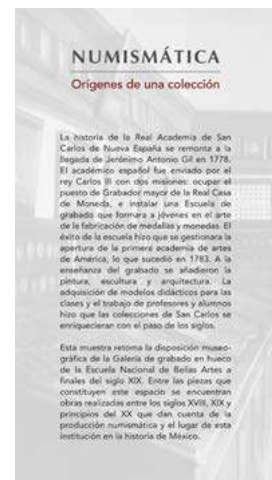 NUMISMÁTICA
Orígenes de una colección
La historia de la Real Academia de San
Carlos de Nueva España se remonta a la
llegada de Jerónimo Antonio Gil en 1778.
El académico español fue enviado por el
rey Carlos III con dos misiones: ocupar el
puesto de Grabador mayor de la Real Casa
de Moneda, e instalar una Escuela de
grabado que formara a jóvenes en el arte
de la fabricación de medallas y monedas. El
éxito de la escuela hizo que se gestionara la
apertura de la primera academia de artes
de América, lo que sucedió en 1783. A la
enseñanza del grabado se añadieron la
pintura, escultura y arquitectura. La
adquisición de modelos didácticos para las
clases y el trabajo de profesores y alumnos
hizo que las colecciones de San Carlos se
enriquecieran con el paso de los siglos.
Esta muestra retoma la disposición museo-
gráfica de la Galería de grabado en hueco
de la Escuela Nacional de Bellas Artes a
finales del siglo XIX. Entre las piezas que
constituyen este espacio se encuentran
obras realizadas entre los siglos XVIII, XIX y
principios del XX que dan cuenta de la
producción numismática y el lugar de esta
institución en la historia de México.